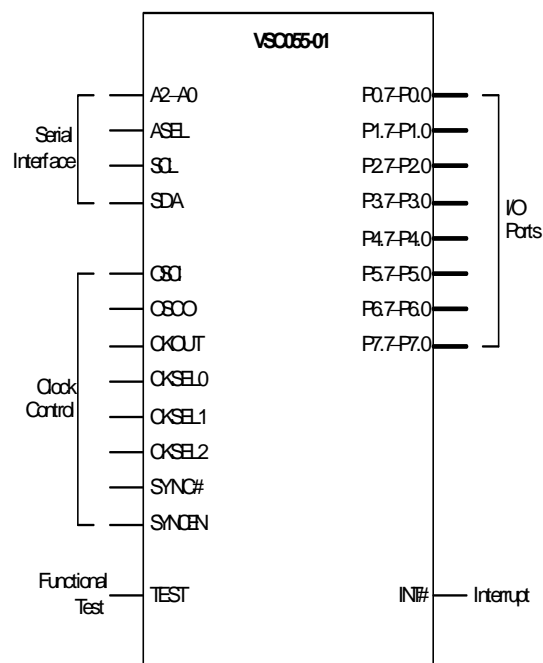 VSC055-01
Serial
Interface
A2–A0
ASEL
SCL
SDA
P0.7–P0.0
P1.7–P1.0
P2.7–P2.0
P3.7–P3.0
P4.7–P4.0
P5.7–P5.0
P6.7–P6.0
P7.7–P7.0
I/O
Ports
Clock
Control
OSCI
OSCO
CKOUT
CKSEL0
CKSEL1
CKSEL2
SYNC#
SYNCEN
Functional
Test
TEST
INT#
Interrupt